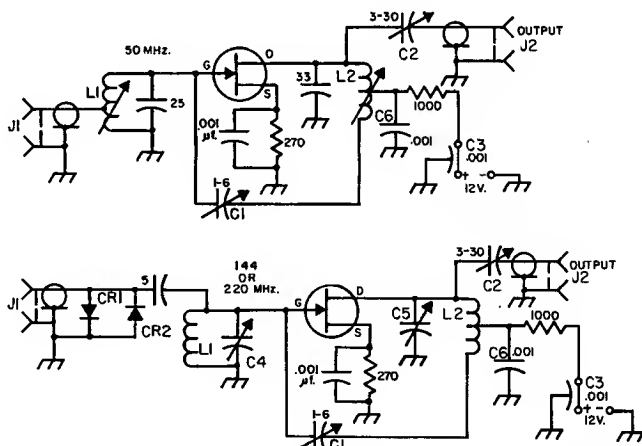 3-30
C2
OUTPUT
J2
50 MHz.
G
D
S
33
L2
L1
25
.001
µf.
270
C6
.001
1000
C3
.001
+ -
12V.
J1
1-6
C1
144
OR
220 MHz.
3-30
C2
OUTPUT
J2
5
J1
CR1
CR2
L1
C4
G
D
S
C5
L2
.001
µf.
270
C6
.001
1000
C3
.001
+ -
12V.
1-6
C1